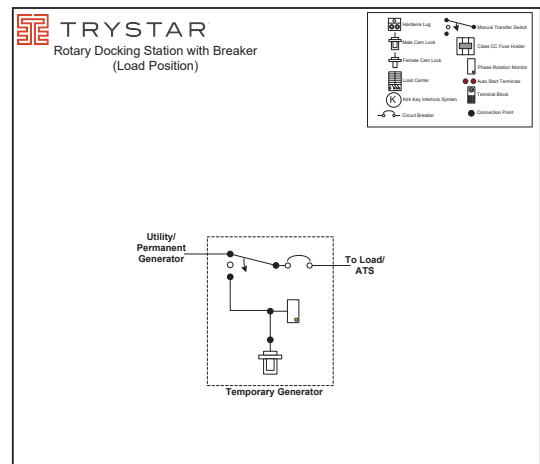 TRYSTAR
Rotary Docking Station with Breaker
(Load Position)
Hardwire Lug
Male Cam Lock
Female Cam Lock
Load Center
K
Kirk Key Interlock System
Circuit Breaker
Manual Transfer Switch
Class CC Fuse Holder
Phase Rotation Monitor
Auto Start Terminals
Terminal Block
Connection Point
Utility/
Permanent
Generator
To Load/
ATS
Temporary Generator